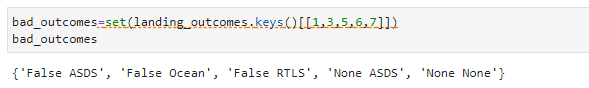 bad_outcomes=set(landing_outcomes.keys()[[1,3,5,6,7]])
bad_outcomes
{'False ASDS', 'False Ocean', 'False RTLS', 'None ASDS', 'None None'}